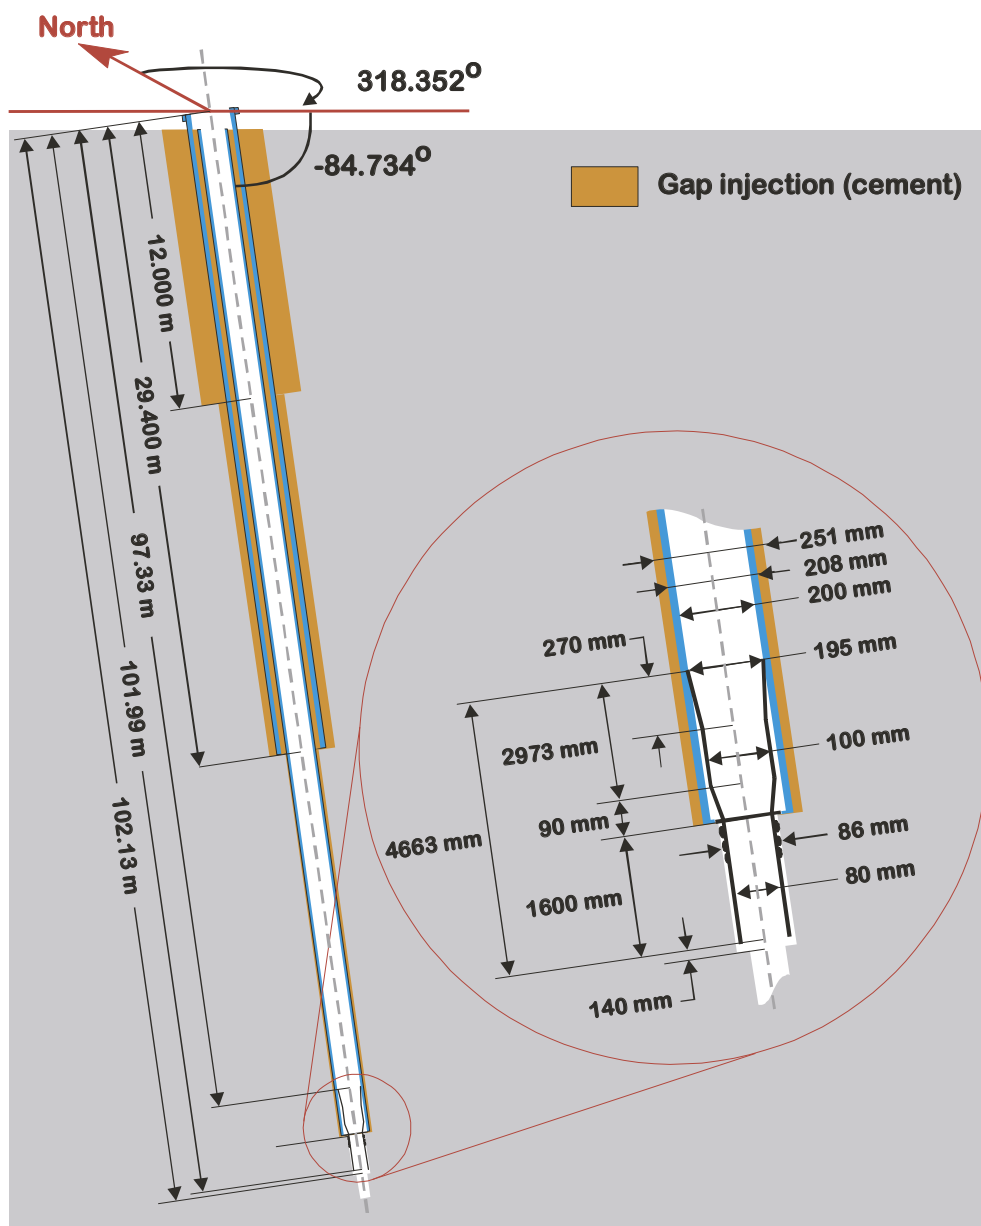 North
318.352°
-84.734°
Gap injection (cement)
12.000 m
29.400 m
97.33 m
101.99 m
102.13 m
251 mm
208 mm
200 mm
270 mm
195 mm
2973 mm
100 mm
90 mm
86 mm
4663 mm
80 mm
1600 mm
140 mm